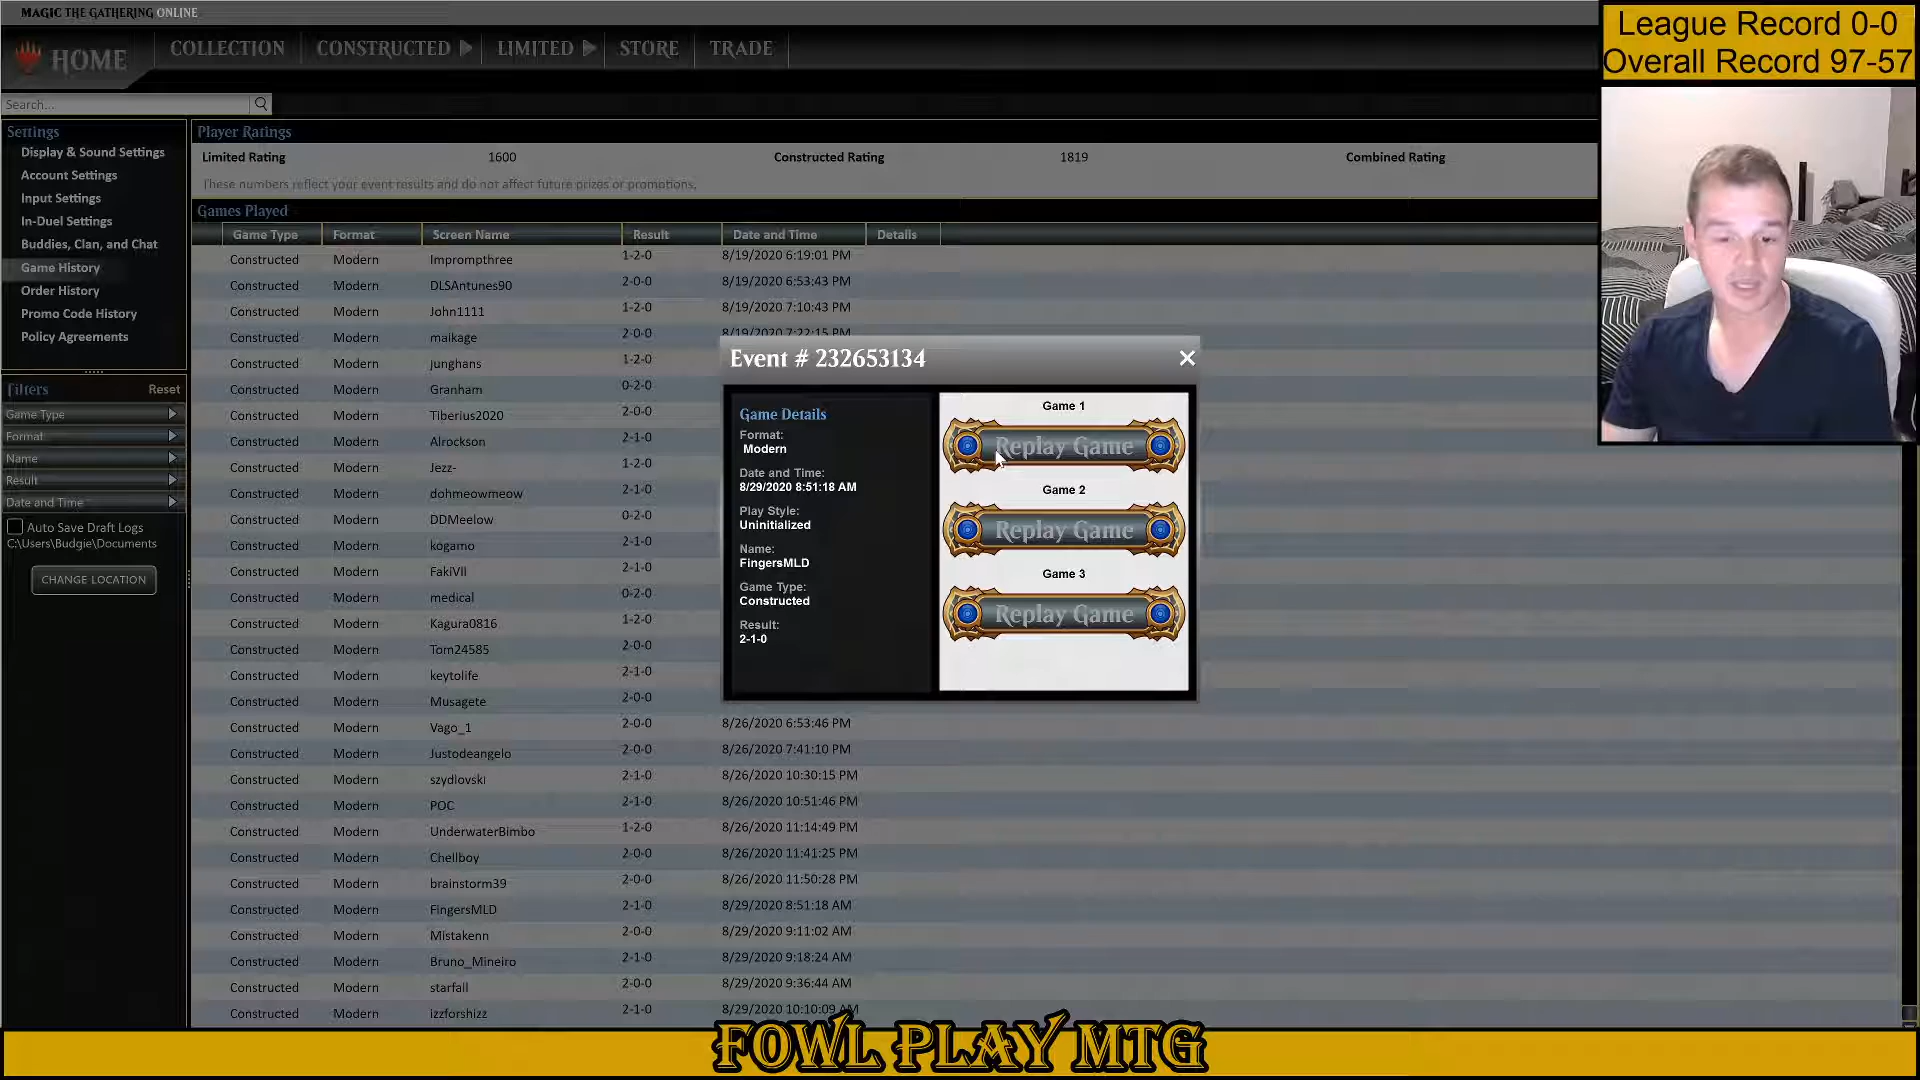 MAGIC THE GATHERING ONLINE
HOME
COLLECTION
CONSTRUCTED
LIMITED
STORE
TRADE
League Record 0-0
Overall Record 97-57
Search...
Settings
Display & Sound Settings
Account Settings
Input Settings
In-Duel Settings
Buddies, Clan, and Chat
Game History
Order History
Promo Code History
Policy Agreements
Filters Reset
Game Type
Format
Name
Result
Date and Time
Auto Save Draft Logs
C:\Users\Budgie\Documents
CHANGE LOCATION
Player Ratings
Limited Rating 1600 Constructed Rating 1819 Combined Rating
These numbers reflect your event results and do not affect future prizes or promotions.
Games Played
Game Type Format Screen Name Result Date and Time Details
Constructed Modern Imprompthree 1-2-0 8/19/2020 6:19:01 PM
Constructed Modern DLSAntunes90 2-0-0 8/19/2020 6:53:43 PM
Constructed Modern John1111 1-2-0 8/19/2020 7:10:43 PM
Constructed Modern maikage 2-0-0 8/19/2020 7:22:15 PM
Constructed Modern junghans 1-2-0
Constructed Modern Granham 0-2-0
Constructed Modern Tiberius2020 2-0-0
Constructed Modern Alrockson 2-1-0
Constructed Modern Jezz- 1-2-0
Constructed Modern dohmeowmeow 2-1-0
Constructed Modern DDMeelow 0-2-0
Constructed Modern kogamo 2-1-0
Constructed Modern FakiVII 2-1-0
Constructed Modern medical 0-2-0
Constructed Modern Kagura0816 1-2-0
Constructed Modern Tom24585 2-0-0
Constructed Modern keytolife 2-1-0
Constructed Modern Musagete 2-0-0
Constructed Modern Vago_1 2-0-0 8/26/2020 6:53:46 PM
Constructed Modern Justodeangelo 2-0-0 8/26/2020 7:41:10 PM
Constructed Modern szydlovski 2-1-0 8/26/2020 10:30:15 PM
Constructed Modern POC 2-1-0 8/26/2020 10:51:46 PM
Constructed Modern UnderwaterBimbo 1-2-0 8/26/2020 11:14:49 PM
Constructed Modern Chellboy 2-0-0 8/26/2020 11:41:25 PM
Constructed Modern brainstorm39 2-0-0 8/26/2020 11:50:28 PM
Constructed Modern FingersMLD 2-1-0 8/29/2020 8:51:18 AM
Constructed Modern Mistakenn 2-0-0 8/29/2020 9:11:02 AM
Constructed Modern Bruno_Mineiro 2-1-0 8/29/2020 9:18:24 AM
Constructed Modern starfall 2-0-0 8/29/2020 9:36:44 AM
Constructed Modern izzforshizz 2-1-0 8/29/2020 10:10:09 AM
Event # 232653134
Game Details
Format:
Modern
Date and Time:
8/29/2020 8:51:18 AM
Play Style:
Uninitialized
Name:
FingersMLD
Game Type:
Constructed
Result:
2-1-0
Game 1
Replay Game
Game 2
Replay Game
Game 3
Replay Game
FOWL PLAY MTG